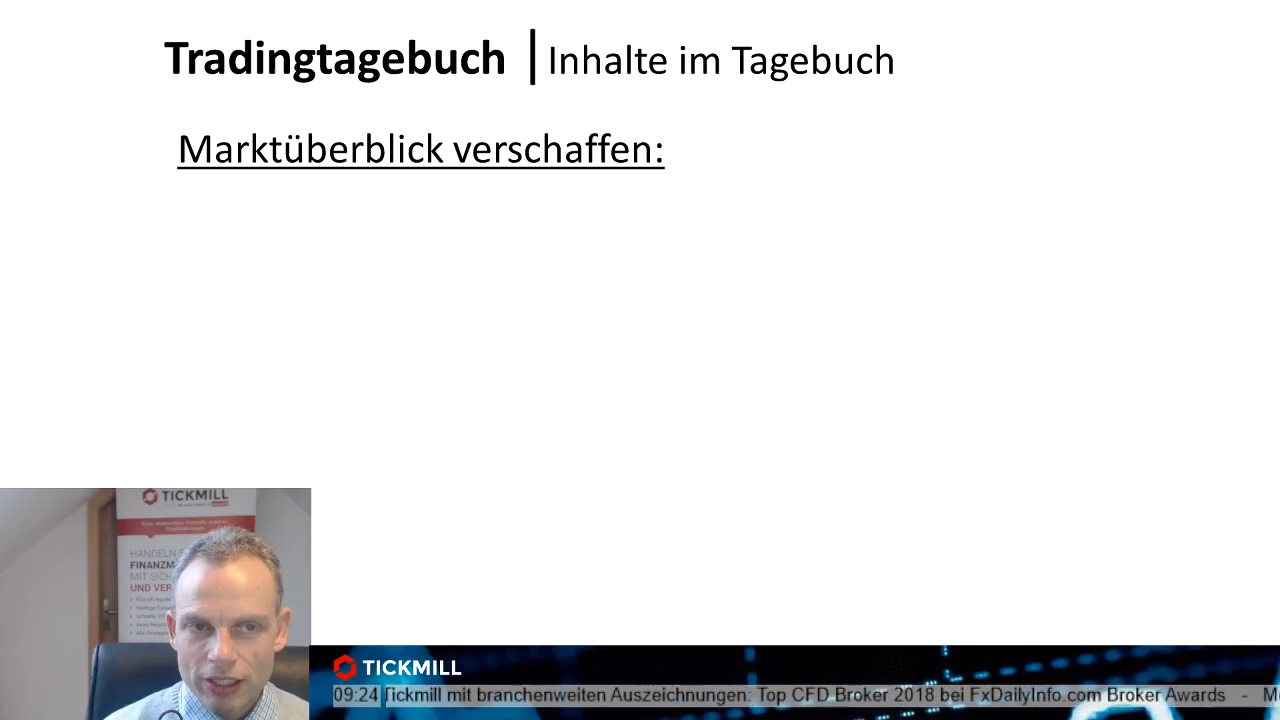 Tradingtagebuch | Inhalte im Tagebuch
Marktüberblick verschaffen:
TICKMILL
HANDELN S
FINANZM
MIT SICH
UND VER
TICKMILL
09:24 Tickmill mit branchenweiten Auszeichnungen: Top CFD Broker 2018 bei FxDailyInfo.com Broker Awards - M